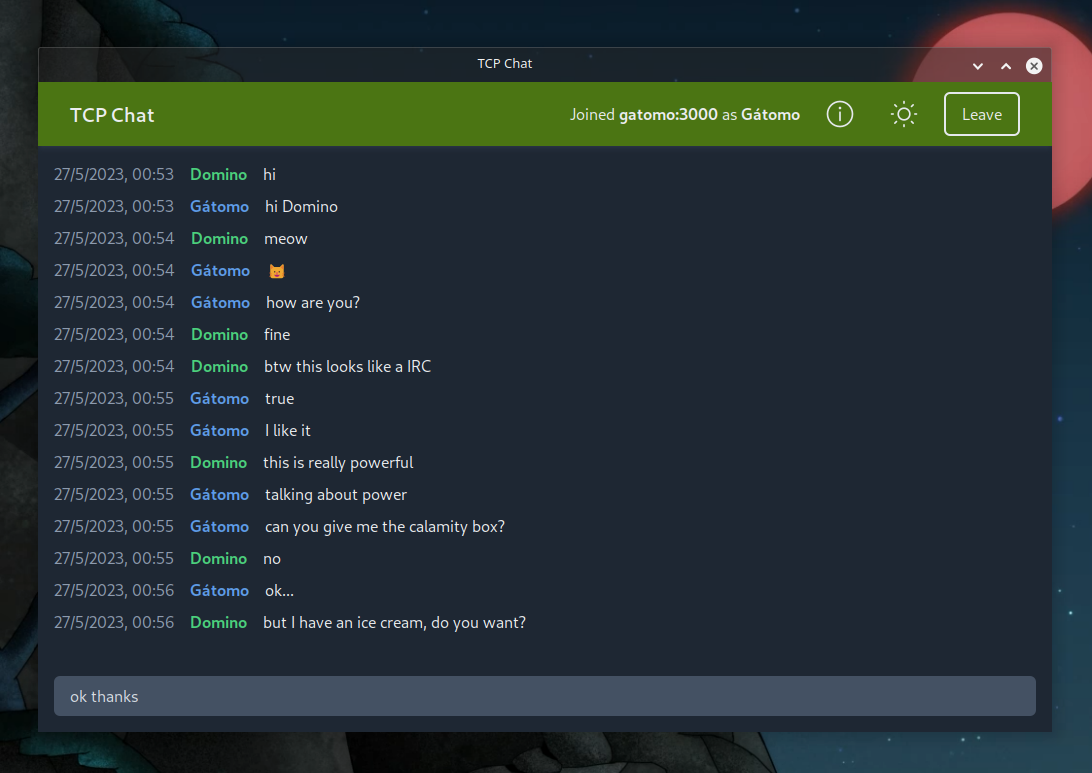 TCP Chat
TCP Chat Joined gatomo:3000 as Gátomo Leave
27/5/2023, 00:53 Domino hi
27/5/2023, 00:53 Gátomo hi Domino
27/5/2023, 00:54 Domino meow
27/5/2023, 00:54 Gátomo 🐱
27/5/2023, 00:54 Gátomo how are you?
27/5/2023, 00:54 Domino fine
27/5/2023, 00:54 Domino btw this looks like a IRC
27/5/2023, 00:55 Gátomo true
27/5/2023, 00:55 Gátomo I like it
27/5/2023, 00:55 Domino this is really powerful
27/5/2023, 00:55 Gátomo talking about power
27/5/2023, 00:55 Gátomo can you give me the calamity box?
27/5/2023, 00:55 Domino no
27/5/2023, 00:56 Gátomo ok...
27/5/2023, 00:56 Domino but I have an ice cream, do you want?
ok thanks